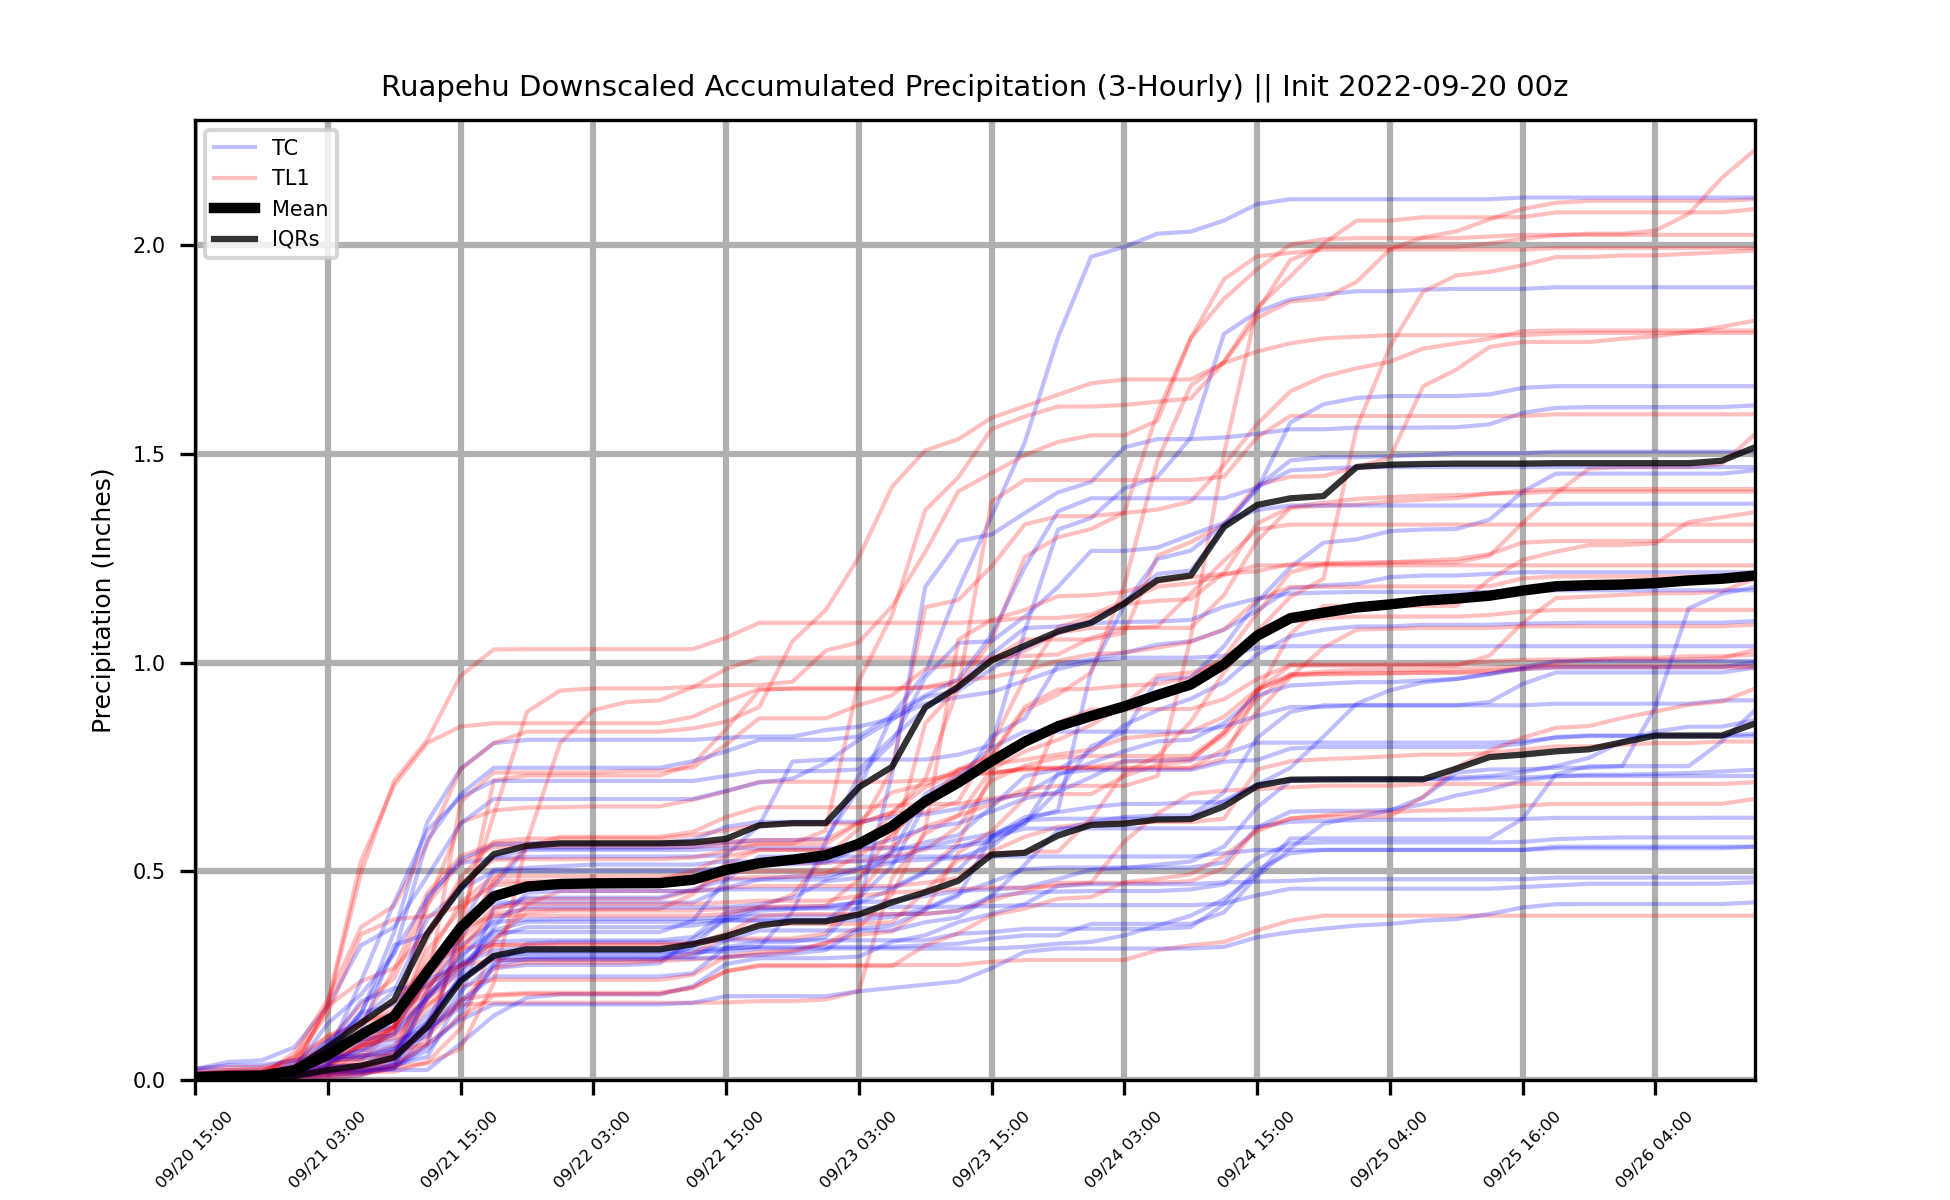 Ruapehu Downscaled Accumulated Precipitation (3-Hourly) || Init 2022-09-20 00z
TC
TL1
Mean
IQRs
Precipitation (Inches)
2.0
1.5
1.0
0.5
0.0
09/20 15:00
09/21 03:00
09/21 15:00
09/22 03:00
09/22 15:00
09/23 03:00
09/23 15:00
09/24 03:00
09/24 15:00
09/25 04:00
09/25 16:00
09/26 04:00